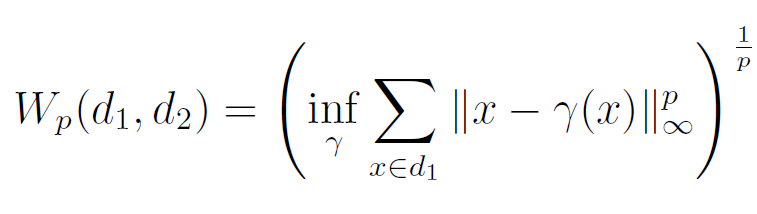 W_p(d_1, d_2) = \left( \inf_{\gamma} \sum_{x \in d_1} \|x - \gamma(x)\|_{\infty}^{p} \right)^{\frac{1}{p}}